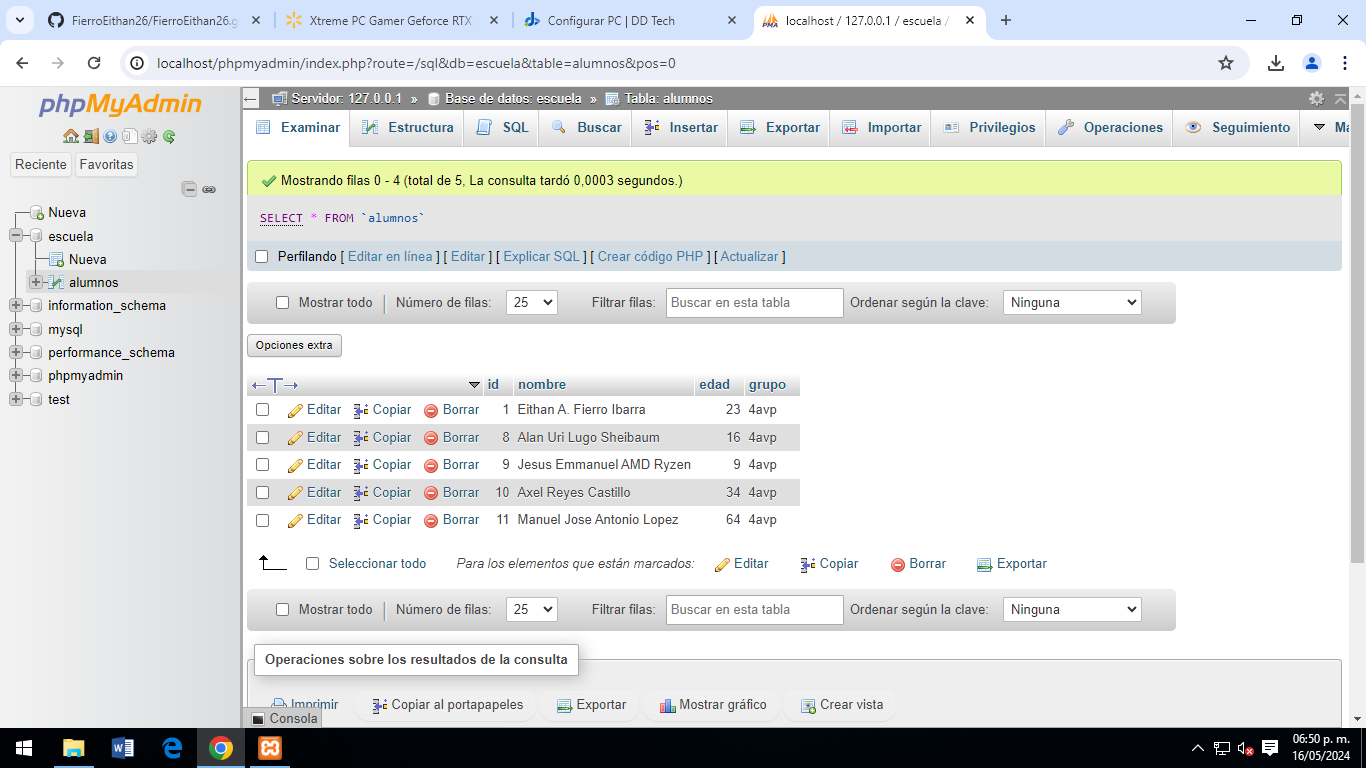 FierroEithan26/FierroEithan26.g
Xtreme PC Gamer Geforce RTX
Configurar PC | DD Tech
PMA
localhost / 127.0.0.1 / escuela /
localhost/phpmyadmin/index.php?route=/sql&db=escuela&table=alumnos&pos=0
phpMyAdmin
Reciente Favoritas
Nueva
escuela
Nueva
alumnos
information_schema
mysql
performance_schema
phpmyadmin
test
Servidor: 127.0.0.1 » Base de datos: escuela » Tabla: alumnos
Examinar Estructura SQL Buscar Insertar Exportar Importar Privilegios Operaciones Seguimiento Má
Mostrando filas 0 - 4 (total de 5, La consulta tardó 0,0003 segundos.)
SELECT * FROM `alumnos`
Perfilando [ Editar en línea ] [ Editar ] [ Explicar SQL ] [ Crear código PHP ] [ Actualizar ]
Mostrar todo Número de filas: 25 Filtrar filas: Buscar en esta tabla Ordenar según la clave: Ninguna
Opciones extra
←T→ id nombre edad grupo
Editar Copiar Borrar 1 Eithan A. Fierro Ibarra 23 4avp
Editar Copiar Borrar 8 Alan Uri Lugo Sheibaum 16 4avp
Editar Copiar Borrar 9 Jesus Emmanuel AMD Ryzen 9 4avp
Editar Copiar Borrar 10 Axel Reyes Castillo 34 4avp
Editar Copiar Borrar 11 Manuel Jose Antonio Lopez 64 4avp
Seleccionar todo Para los elementos que están marcados: Editar Copiar Borrar Exportar
Mostrar todo Número de filas: 25 Filtrar filas: Buscar en esta tabla Ordenar según la clave: Ninguna
Operaciones sobre los resultados de la consulta
Imprimir Copiar al portapapeles Exportar Mostrar gráfico Crear vista
Consola
06:50 p. m.
16/05/2024